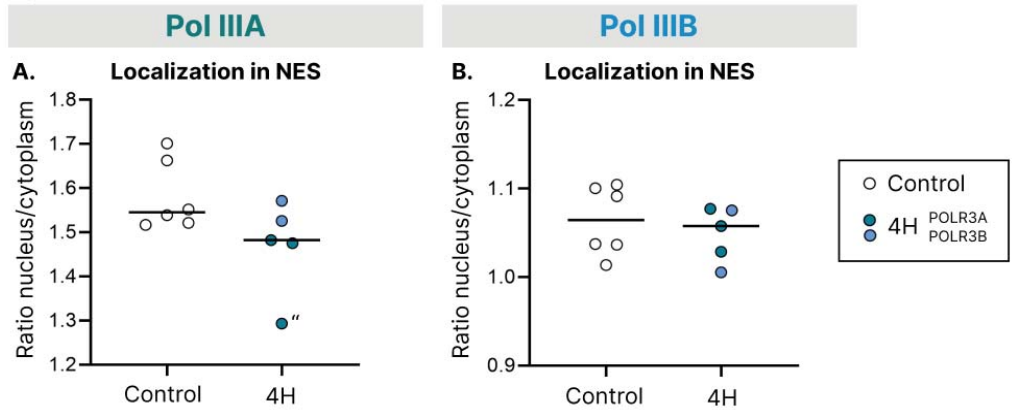 Pol IIIA
Pol IIIB
A.
Localization in NES
Ratio nucleus/cytoplasm
1.8
1.7
1.6
1.5
1.4
1.3
1.2
“
Control
4H
B.
Localization in NES
Ratio nucleus/cytoplasm
1.2
1.1
1.0
0.9
Control
4H
Control
4H POLR3A
POLR3B